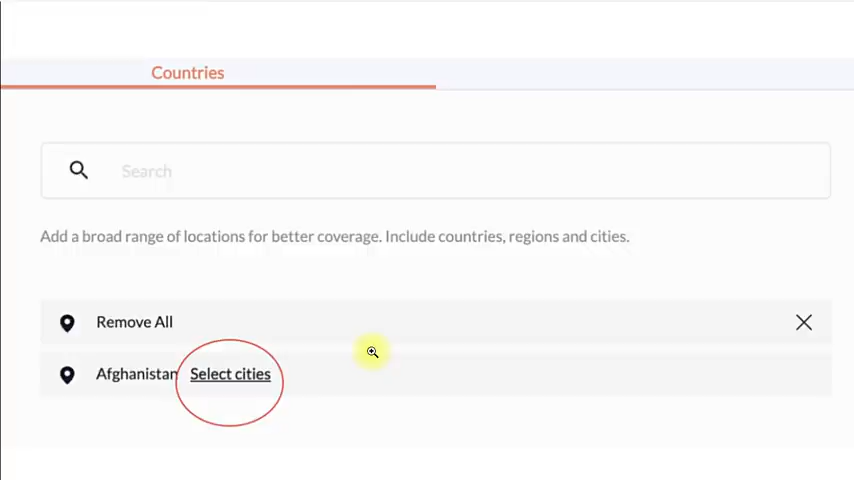 Countries
Search
Add a broad range of locations for better coverage. Include countries, regions and cities.
Remove All
Afghanistan Select cities